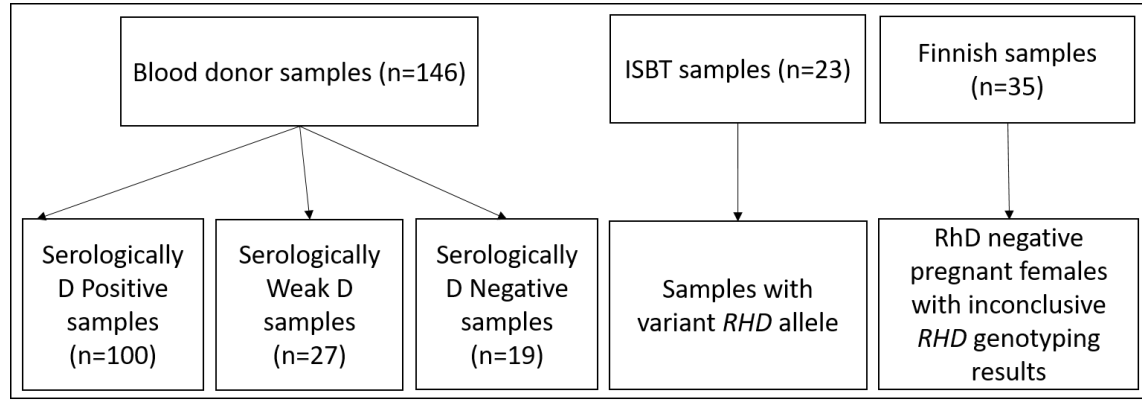 Blood donor samples (n=146)
ISBT samples (n=23)
Finnish samples
(n=35)
Serologically
D Positive
samples
(n=100)
Serologically
Weak D
samples
(n=27)
Serologically
D Negative
samples
(n=19)
Samples with
variant RHD allele
RhD negative
pregnant females
with inconclusive
RHD genotyping
results